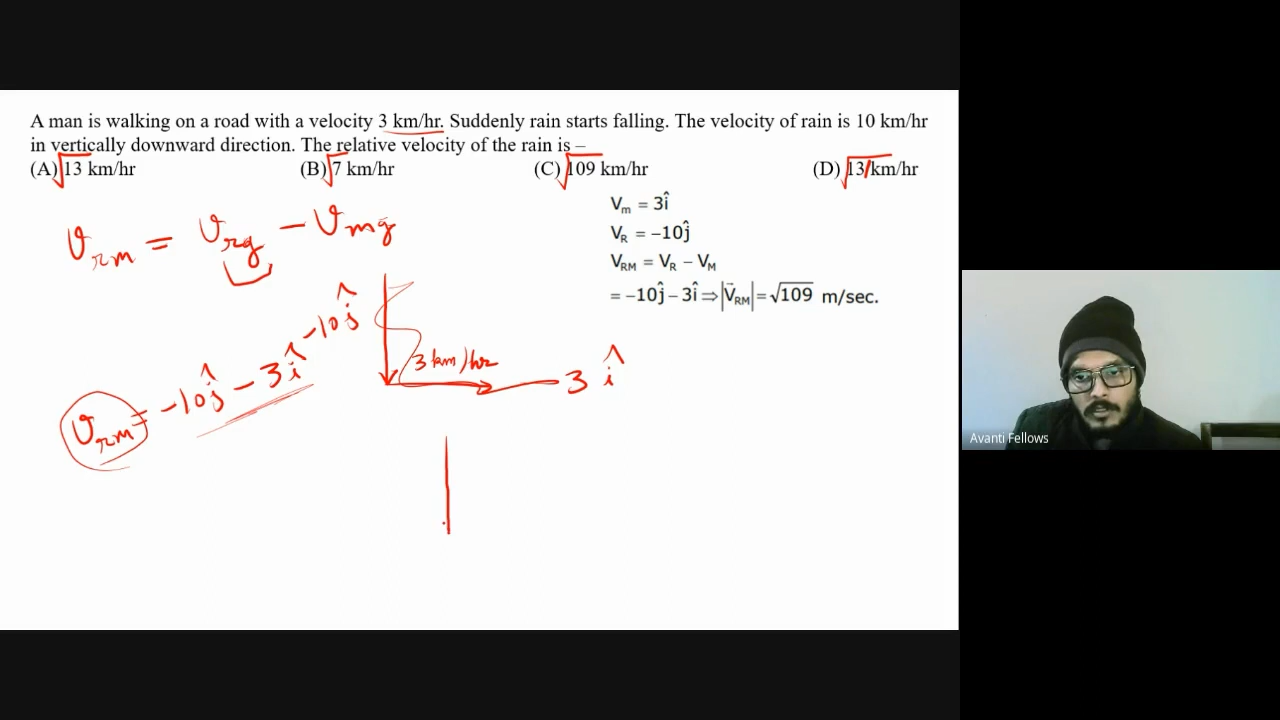 A man is walking on a road with a velocity 3 km/hr. Suddenly rain starts falling. The velocity of rain is 10 km/hr
in vertically downward direction. The relative velocity of the rain is –
(A) √13 km/hr (B) √7 km/hr (C) √109 km/hr (D) √13 km/hr
V_m = 3î
V_R = −10ĵ
V_RM = V_R − V_M
= −10ĵ − 3î ⇒ |V⃗_RM| = √109 m/sec.
v_rm = v_rg − v_mg
−10ĵ
3 km/hr
3 î
v_rm = −10ĵ − 3î
Avanti Fellows